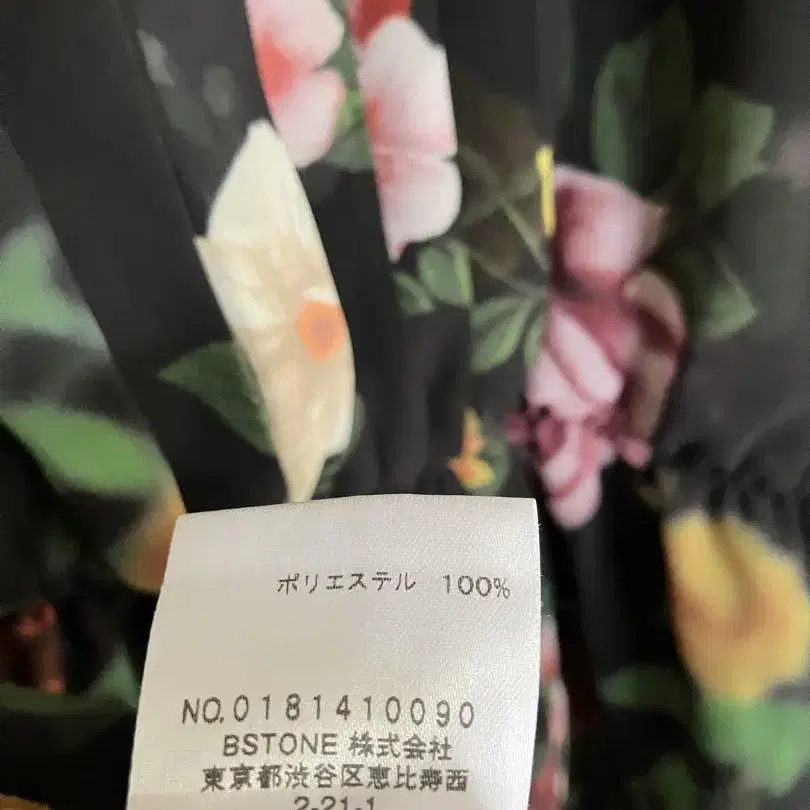 ポリエステル 100%
NO.0181410090
BSTONE 株式会社
東京都渋谷区恵比寿西
2-21-1